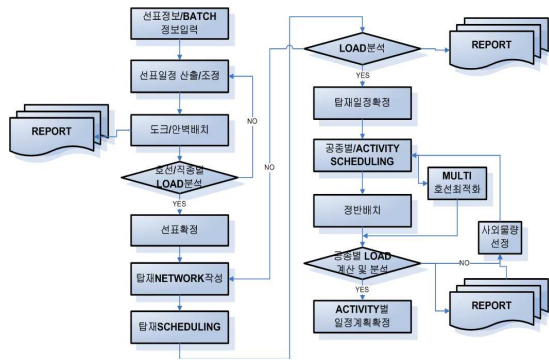 선표정보/BATCH
정보입력
선표일정 산출/조정
NO
REPORT
도크/안벽배치
호선/직종별
LOAD분석
YES
선표확정
탑재NETWORK작성
탑재SCHEDULING
LOAD분석
REPORT
YES
NO
탑재일정확정
공종별/ACTIVITY
SCHEDULING
MULTI
호선최적화
정반배치
사외물량
선정
공종별 LOAD
계산 및 분석
NO
YES
REPORT
ACTIVITY별
일정계획확정